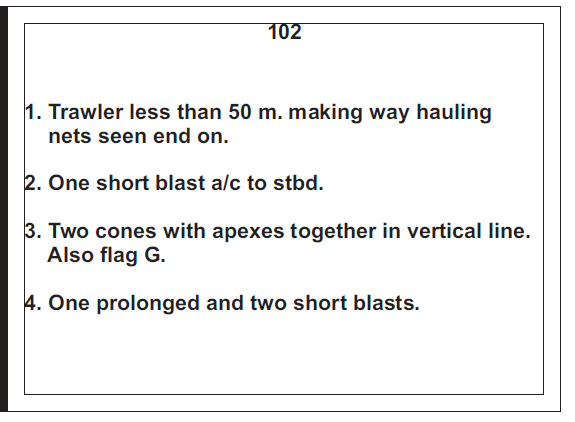 102
1. Trawler less than 50 m. making way hauling
nets seen end on.
2. One short blast a/c to stbd.
3. Two cones with apexes together in vertical line.
Also flag G.
4. One prolonged and two short blasts.